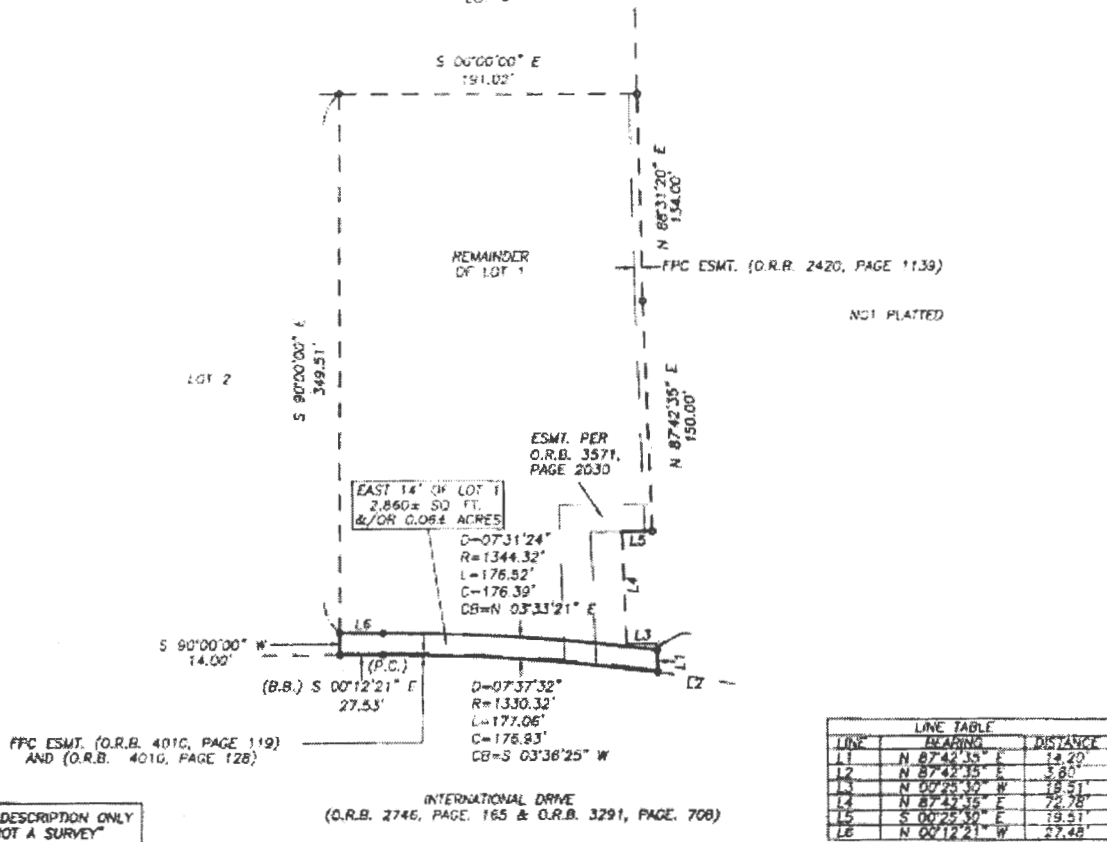 S 00°00'00" E
191.02'
N 88°31'20" E
134.00'
REMAINDER
OF LOT 1
FPC ESMT. (O.R.B. 2420, PAGE 1139)
NOT PLATTED
LOT 2
S 90°00'00" E
349.51'
N 87°42'35" E
150.00'
ESMT. PER
O.R.B. 3571,
PAGE 2030
EAST 14' OF LOT 1
2,860± SQ FT.
&/OR 0.06± ACRES
D=07°31'24"
R=1344.32'
L=176.52'
C=176.39'
CB=N 03°33'21" E
L5
L4
L3
L6
L1
L2
S 90°00'00" W
14.00'
(P.C.)
(B.B.) S 00°12'21" E
27.53'
D=07°37'32"
R=1330.32'
L=177.06'
C=176.93'
CB=S 03°36'25" W
FPC ESMT. (O.R.B. 4010, PAGE 119)
AND (O.R.B. 4010, PAGE 128)
INTERNATIONAL DRIVE
(O.R.B. 2746, PAGE. 165 & O.R.B. 3291, PAGE. 708)
DESCRIPTION ONLY
NOT A SURVEY"
LINE TABLE
LINE BEARING DISTANCE
L1 N 87°42'35" E 14.20'
L2 N 87°42'35" E 3.80'
L3 N 00°25'30" W 19.51'
L4 N 87°42'35" E 72.78'
L5 S 00°25'30" E 19.51'
L6 N 00°12'21" W 27.48'